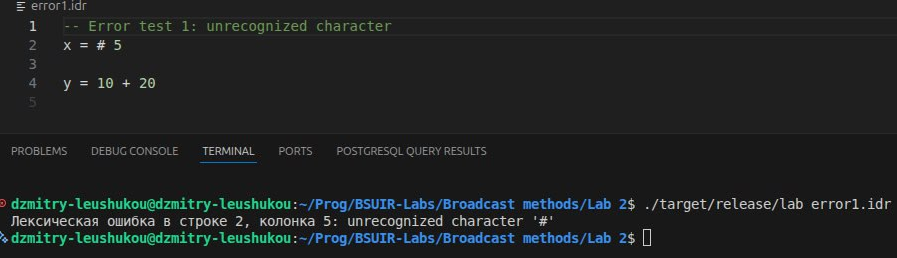 error1.idr
1 -- Error test 1: unrecognized character
2 x = # 5
3
4 y = 10 + 20
5
PROBLEMS DEBUG CONSOLE TERMINAL PORTS POSTGRESQL QUERY RESULTS
dzmitry-leushukou@dzmitry-leushukou:~/Prog/BSUIR-Labs/Broadcast methods/Lab 2$ ./target/release/lab error1.idr
Лексическая ошибка в строке 2, колонка 5: unrecognized character '#'
dzmitry-leushukou@dzmitry-leushukou:~/Prog/BSUIR-Labs/Broadcast methods/Lab 2$